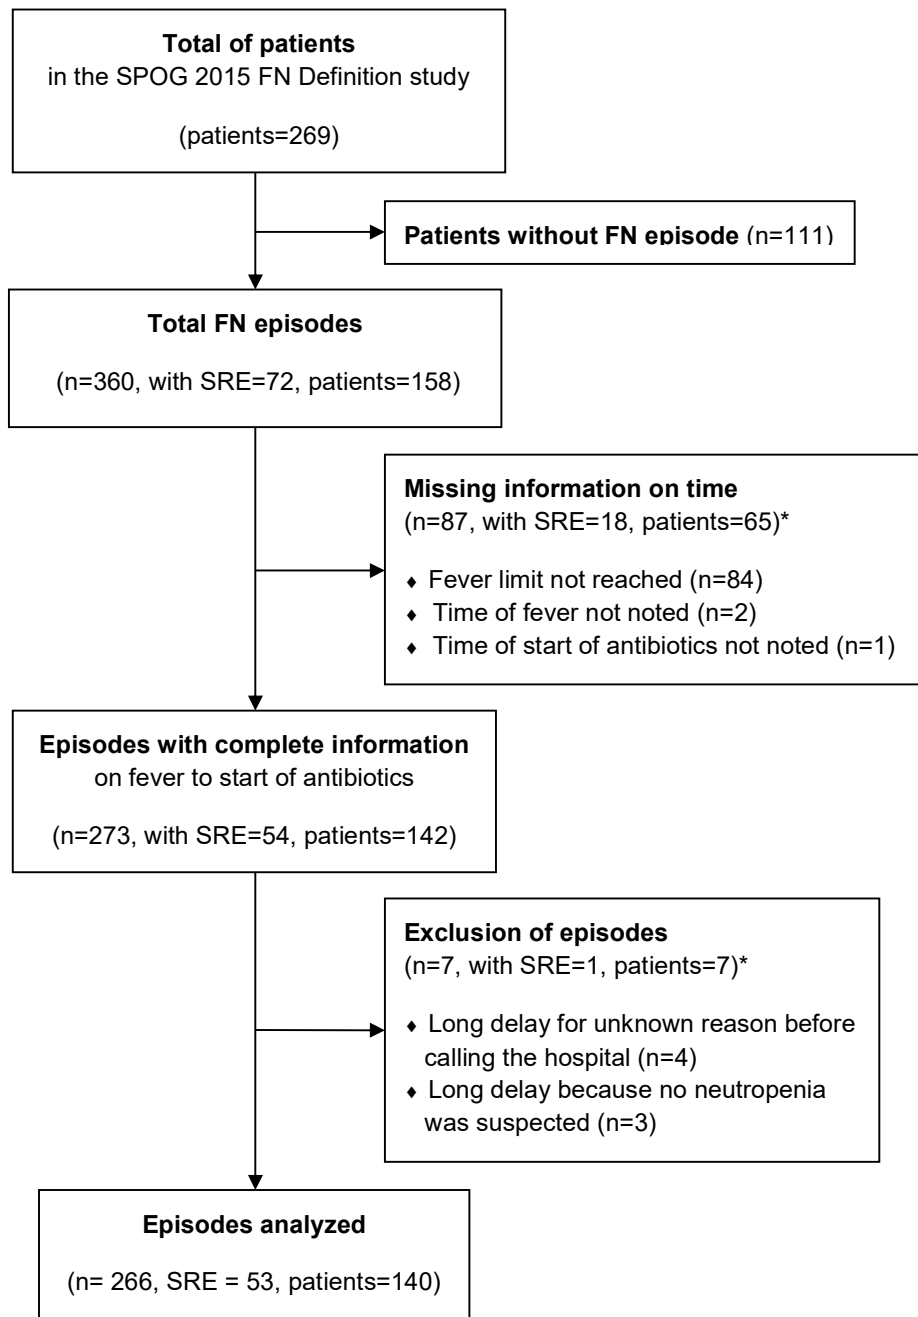 Total of patients
in the SPOG 2015 FN Definition study
(patients=269)
Patients without FN episode (n=111)
Total FN episodes
(n=360, with SRE=72, patients=158)
Missing information on time
(n=87, with SRE=18, patients=65)*
♦ Fever limit not reached (n=84)
♦ Time of fever not noted (n=2)
♦ Time of start of antibiotics not noted (n=1)
Episodes with complete information
on fever to start of antibiotics
(n=273, with SRE=54, patients=142)
Exclusion of episodes
(n=7, with SRE=1, patients=7)*
♦ Long delay for unknown reason before
calling the hospital (n=4)
♦ Long delay because no neutropenia
was suspected (n=3)
Episodes analyzed
(n= 266, SRE = 53, patients=140)